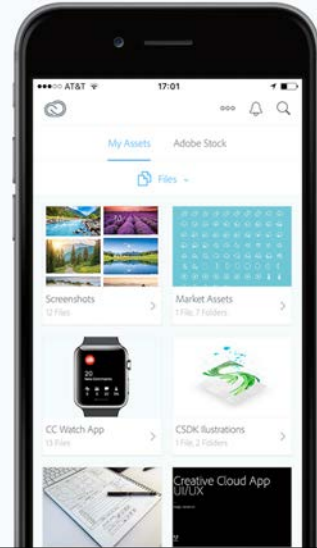 AT&T 17:01
My Assets Adobe Stock
Files
Screenshots
12 Files
Market Assets
1 File, 7 Folders
20
CC Watch App
13 Files
CSDK Illustrations
1 File, 2 Folders
Creative Cloud App
UI/UX